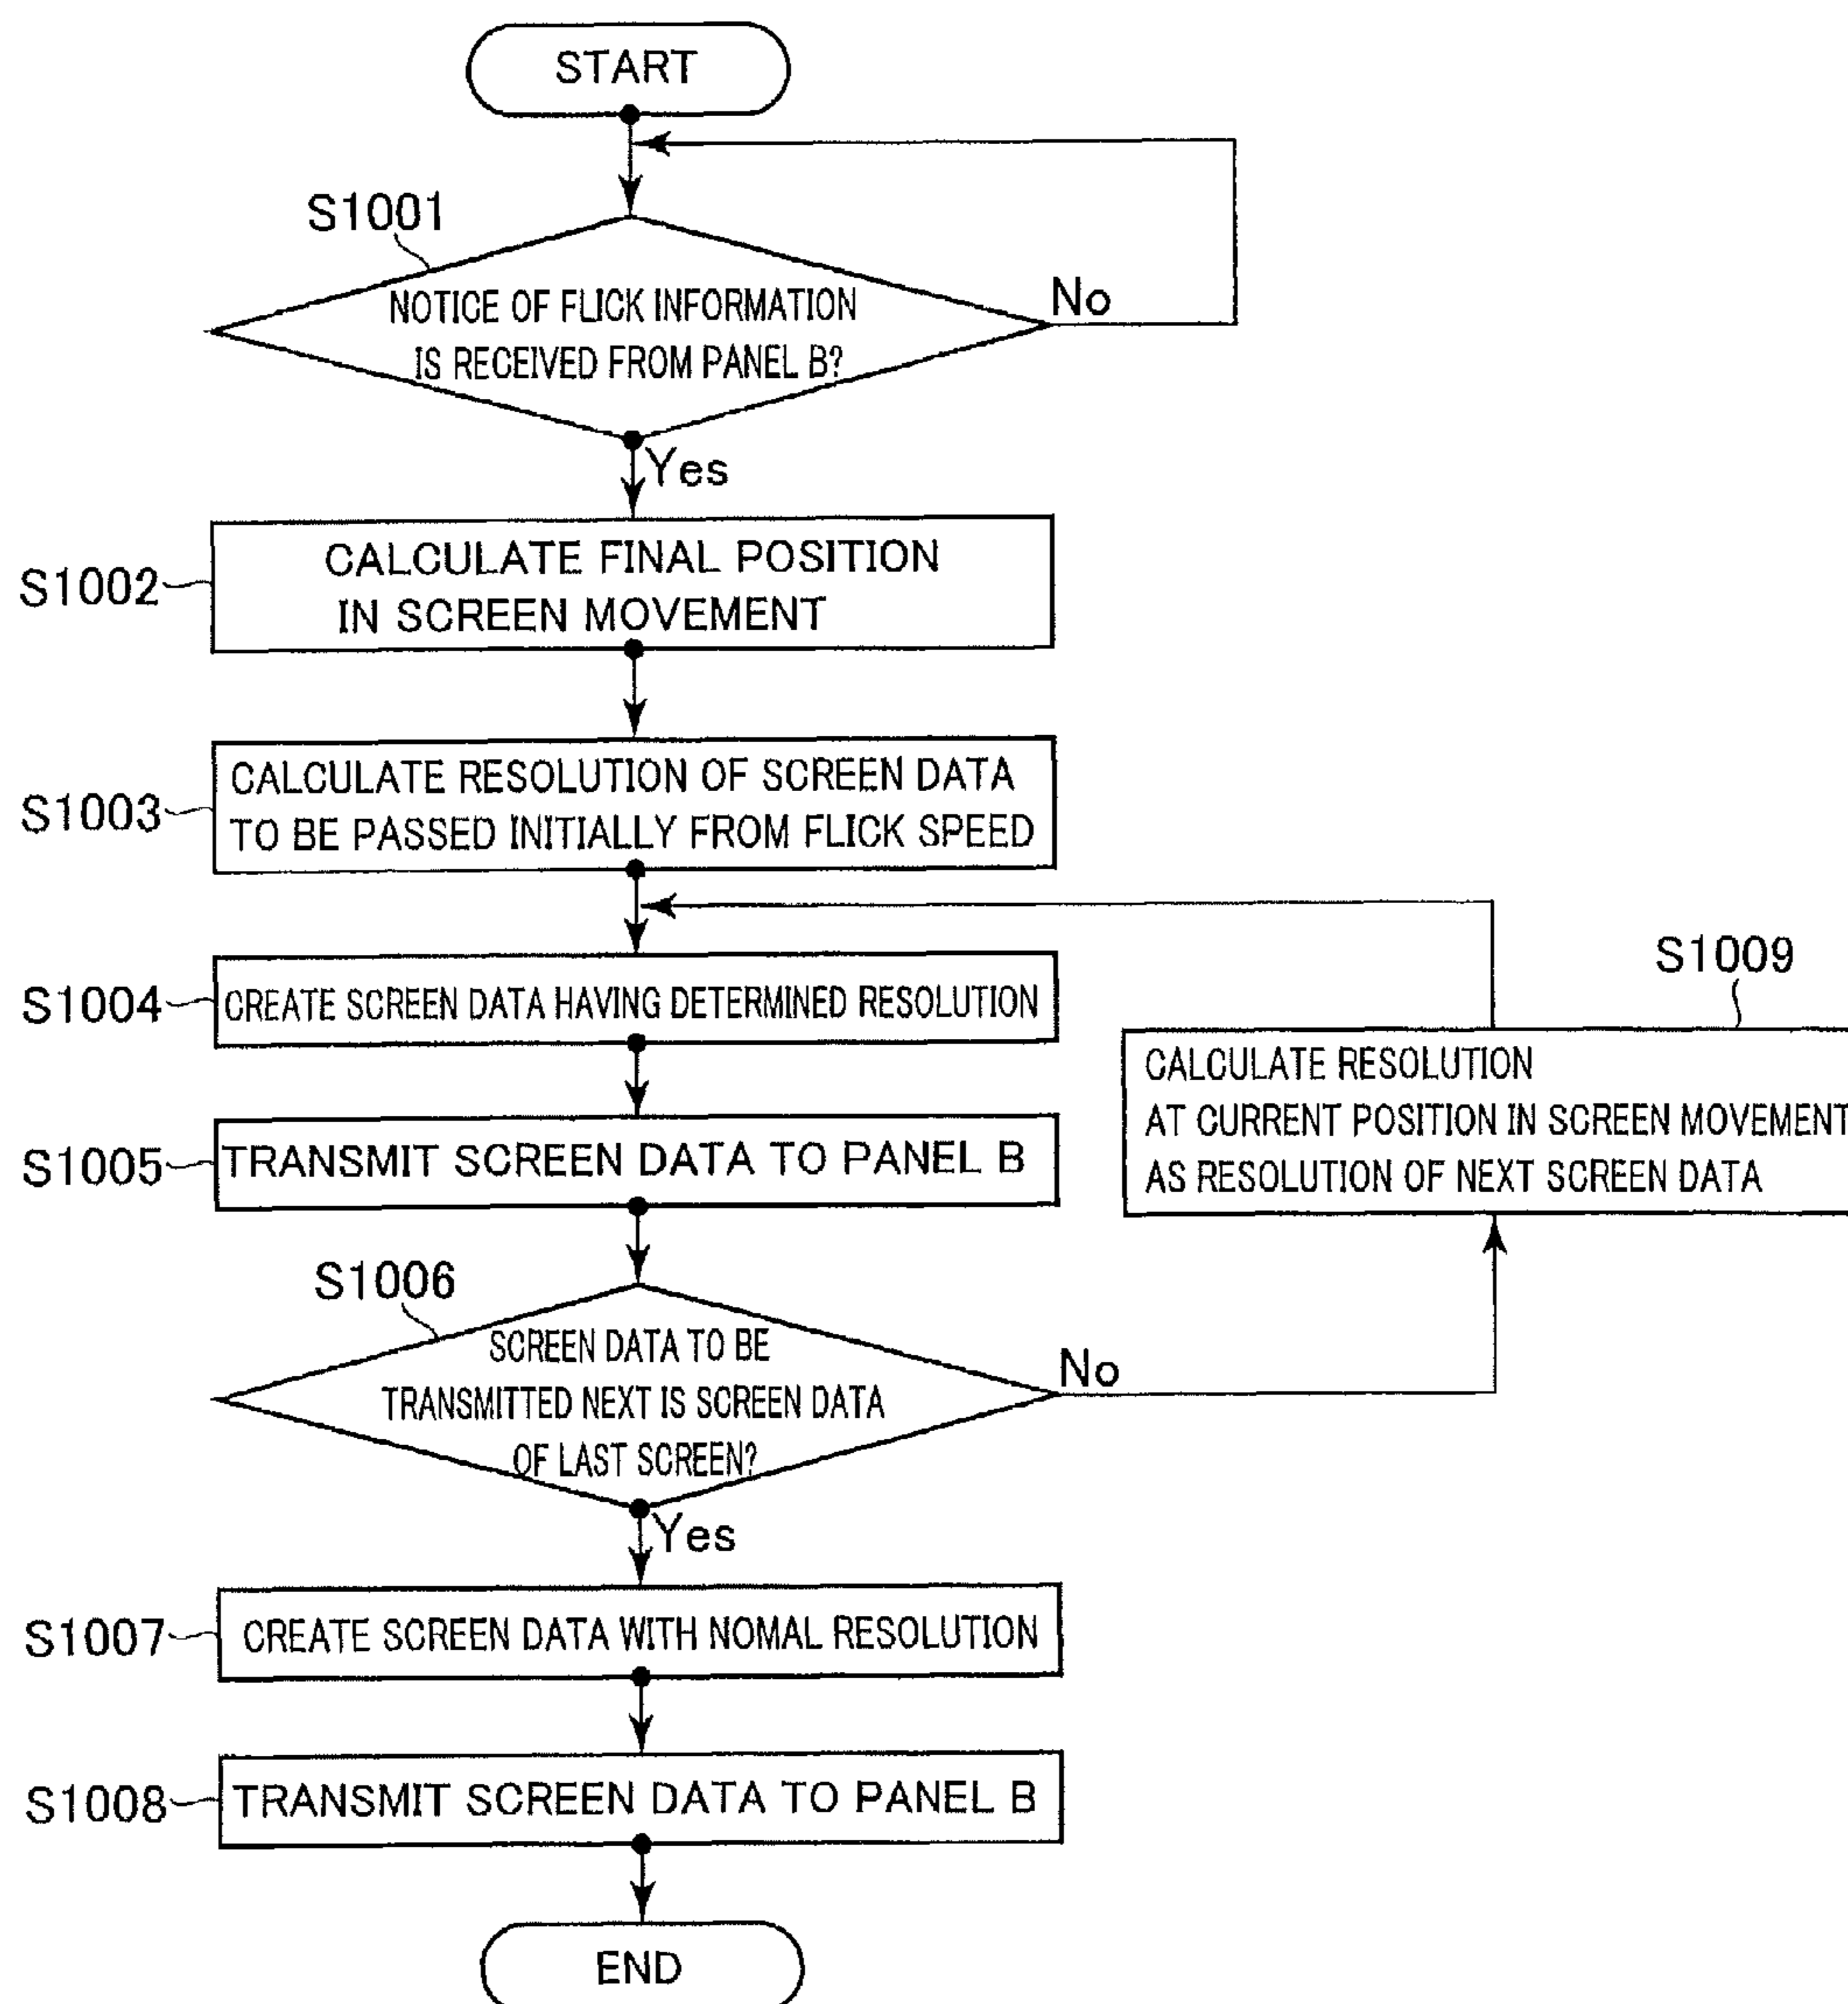 START
S1001
NOTICE OF FLICK INFORMATION
IS RECEIVED FROM PANEL B?
No
Yes
S1002
CALCULATE FINAL POSITION
IN SCREEN MOVEMENT
S1003
CALCULATE RESOLUTION OF SCREEN DATA
TO BE PASSED INITIALLY FROM FLICK SPEED
S1004
CREATE SCREEN DATA HAVING DETERMINED RESOLUTION
S1009
CALCULATE RESOLUTION
AT CURRENT POSITION IN SCREEN MOVEMENT
AS RESOLUTION OF NEXT SCREEN DATA
S1005
TRANSMIT SCREEN DATA TO PANEL B
S1006
SCREEN DATA TO BE
TRANSMITTED NEXT IS SCREEN DATA
OF LAST SCREEN?
No
Yes
S1007
CREATE SCREEN DATA WITH NOMAL RESOLUTION
S1008
TRANSMIT SCREEN DATA TO PANEL B
END